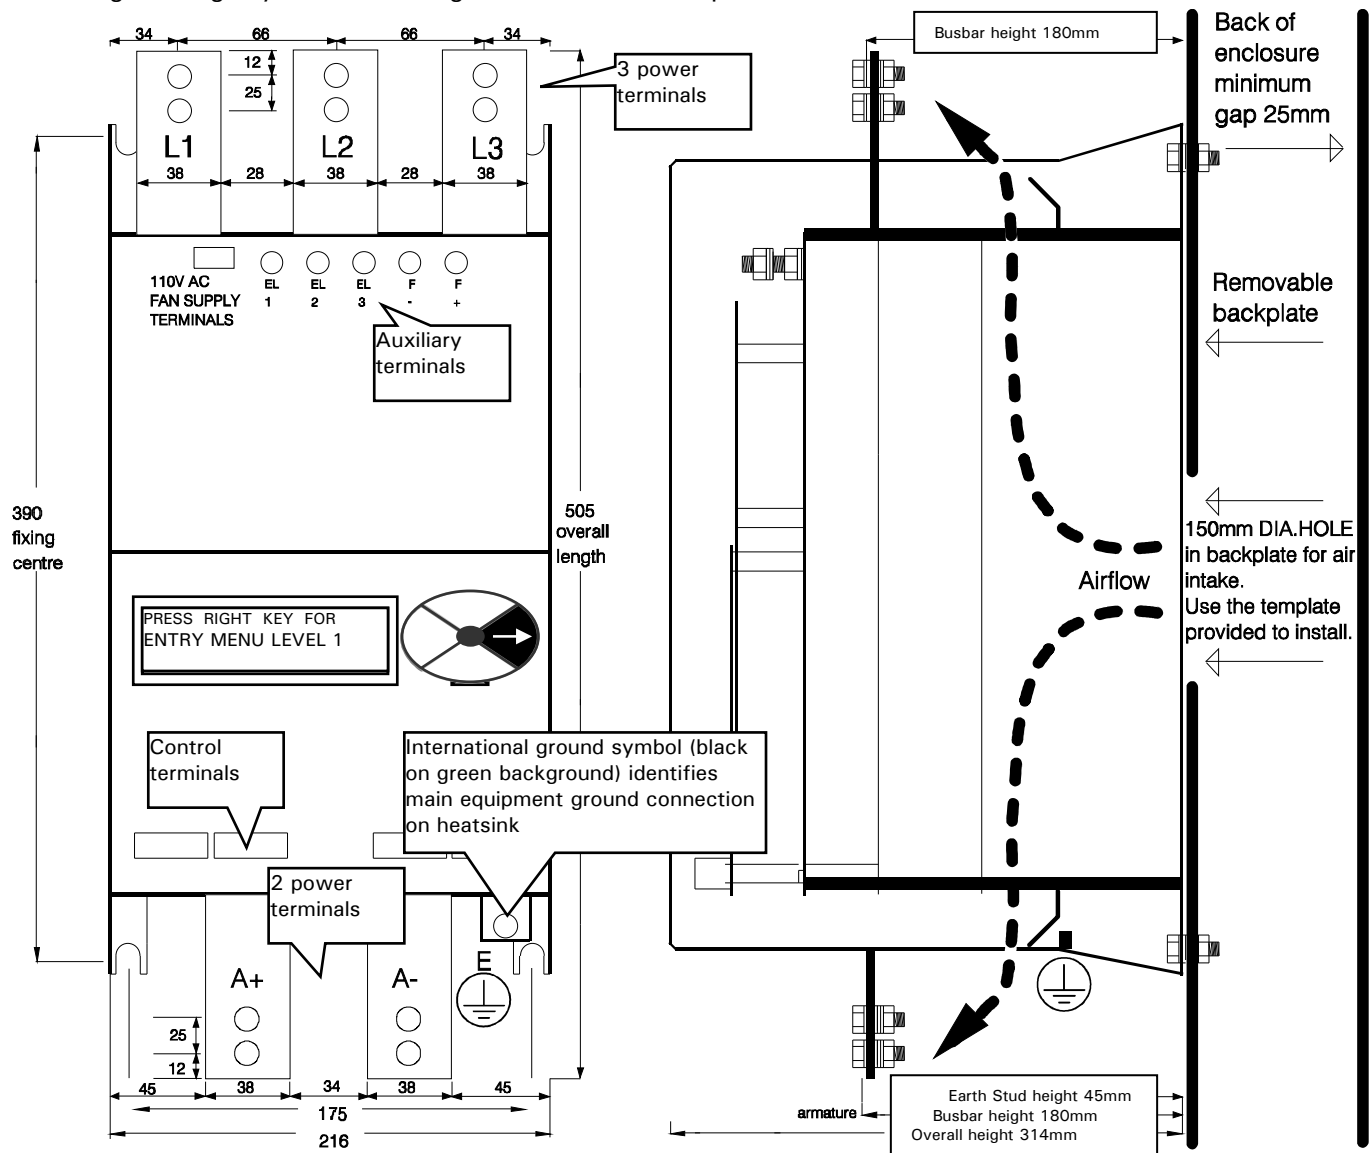 34
66
66
34
12
25
L1
L2
L3
38
28
38
28
38
3 power
terminals
Busbar height 180mm
Back of
enclosure
minimum
gap 25mm
110V AC
FAN SUPPLY
TERMINALS
EL
1
EL
2
EL
3
F
-
F
+
Auxiliary
terminals
Removable
backplate
390
fixing
centre
505
overall
length
150mm DIA.HOLE
in backplate for air
intake.
Use the template
provided to install.
Airflow
PRESS RIGHT KEY FOR
ENTRY MENU LEVEL 1
Control
terminals
International ground symbol (black
on green background) identifies
main equipment ground connection
on heatsink
2 power
terminals
A+
A-
E
25
12
45
38
34
38
45
175
216
armature
Earth Stud height 45mm
Busbar height 180mm
Overall height 314mm